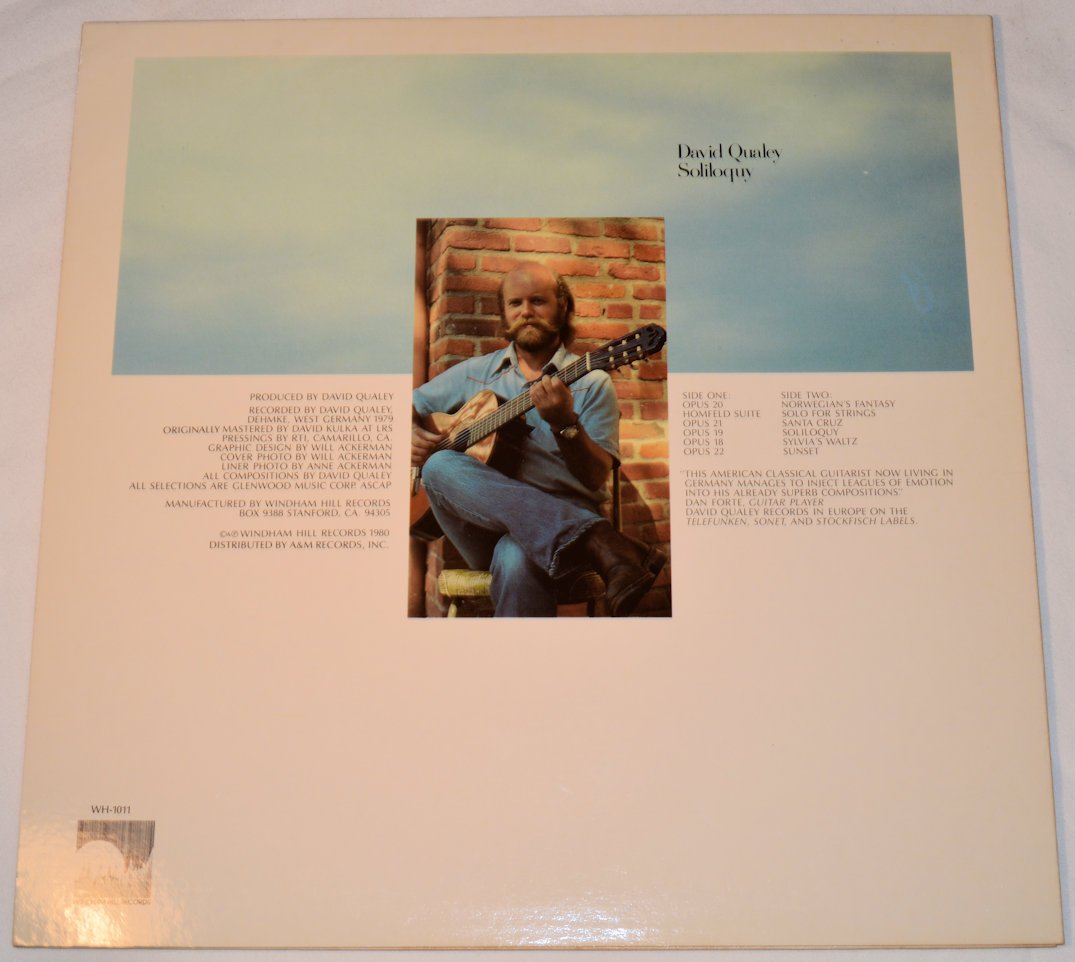 David Qualey
Soliloquy
PRODUCED BY DAVID QUALEY
RECORDED BY DAVID QUALEY,
DEHMKE, WEST GERMANY 1979
ORIGINALLY MASTERED BY DAVID KULKA AT LRS
PRESSINGS BY RTI, CAMARILLO, CA.
GRAPHIC DESIGN BY WILL ACKERMAN
COVER PHOTO BY WILL ACKERMAN
LINER PHOTO BY ANNE ACKERMAN
ALL COMPOSITIONS BY DAVID QUALEY
ALL SELECTIONS ARE GLENWOOD MUSIC CORP. ASCAP
MANUFACTURED BY WINDHAM HILL RECORDS
BOX 9388 STANFORD, CA. 94305
©&℗ WINDHAM HILL RECORDS 1980
DISTRIBUTED BY A&M RECORDS, INC.
SIDE ONE:
OPUS 20
HOMFELD SUITE
OPUS 21
OPUS 19
OPUS 18
OPUS 22
SIDE TWO:
NORWEGIAN'S FANTASY
SOLO FOR STRINGS
SANTA CRUZ
SOLILOQUY
SYLVIA'S WALTZ
SUNSET
"THIS AMERICAN CLASSICAL GUITARIST NOW LIVING IN
GERMANY MANAGES TO INJECT LEAGUES OF EMOTION
INTO HIS ALREADY SUPERB COMPOSITIONS."
DAN FORTE, GUITAR PLAYER
DAVID QUALEY RECORDS IN EUROPE ON THE
TELEFUNKEN, SONET, AND STOCKFISCH LABELS.
WH-1011
WINDHAM HILL RECORDS